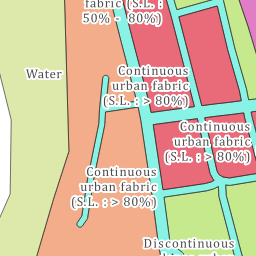 fabric (S.L. :
50% - 80%)
Water
Continuous
urban fabric
(S.L. : > 80%)
Continuous
urban fabric
(S.L. : > 80%)
Continuous
urban fabric
(S.L. : > 80%)
Discontinuous